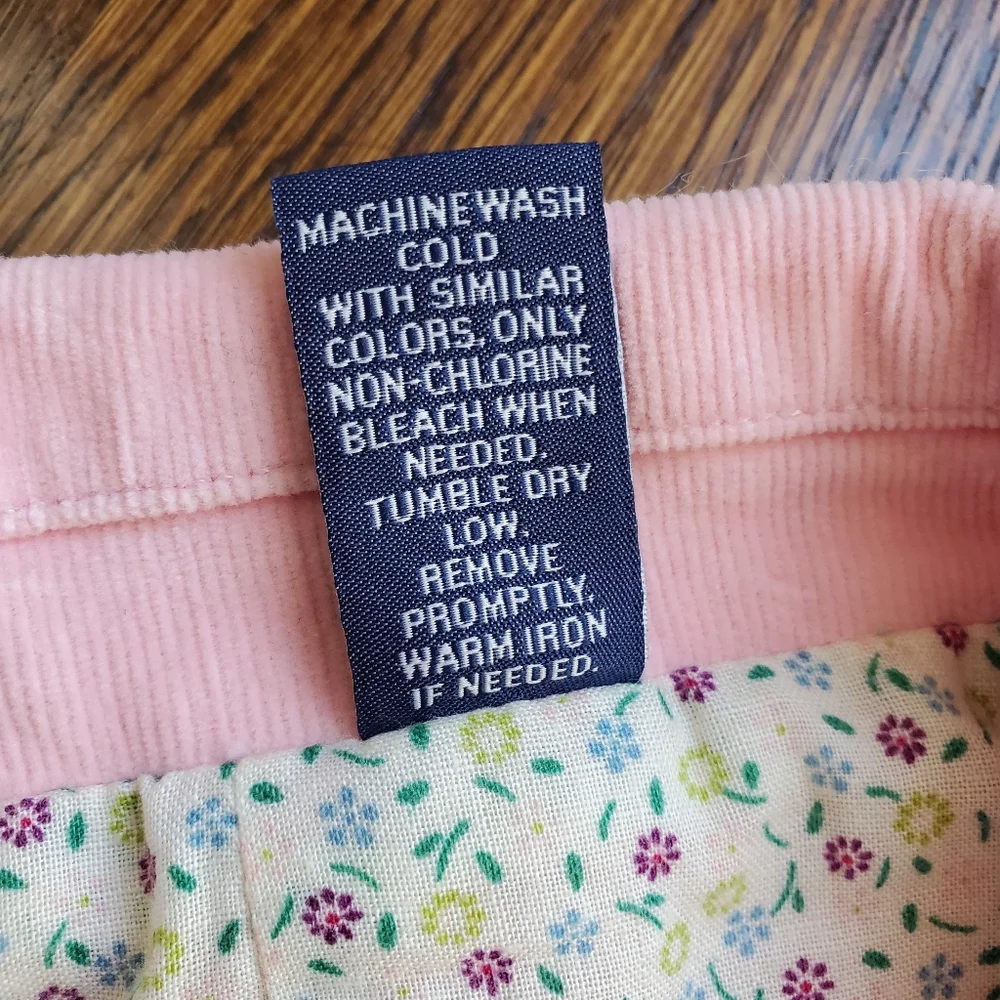 MACHINE WASH
COLD
WITH SIMILAR
COLORS. ONLY
NON-CHLORINE
BLEACH WHEN
NEEDED.
TUMBLE DRY
LOW.
REMOVE
PROMPTLY.
WARM IRON
IF NEEDED.